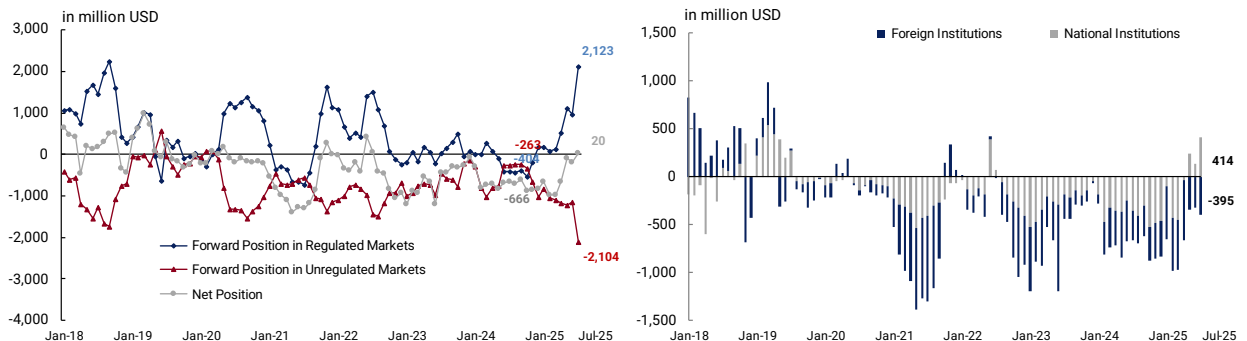 in million USD
3,000
2,000
1,000
0
-1,000
-2,000
-3,000
-4,000
2,123
20
-263
-404
-666
-2,104
Forward Position in Regulated Markets
Forward Position in Unregulated Markets
Net Position
Jan-18 Jan-19 Jan-20 Jan-21 Jan-22 Jan-23 Jan-24 Jan-25 Jul-25
in million USD
Foreign Institutions National Institutions
1,500
1,000
500
0
-500
-1,000
-1,500
414
-395
Jan-18 Jan-19 Jan-20 Jan-21 Jan-22 Jan-23 Jan-24 Jan-25 Jul-25